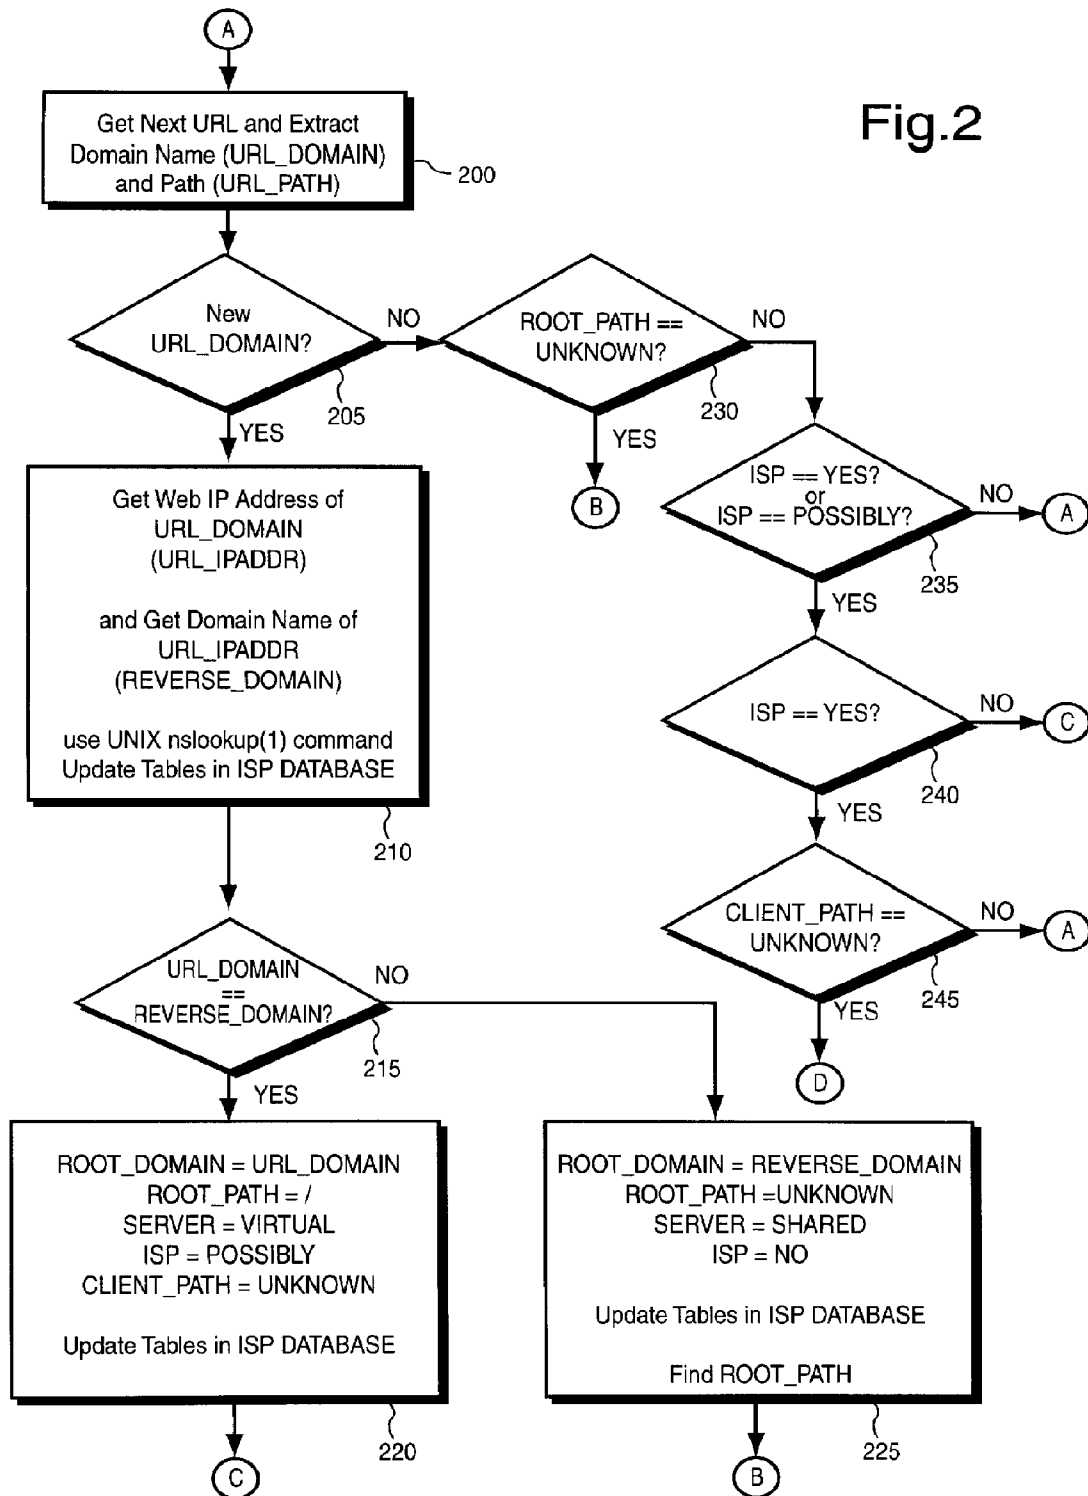 A
Fig.2
Get Next URL and Extract
Domain Name (URL_DOMAIN)
and Path (URL_PATH)
200
New
URL_DOMAIN?
NO
205
YES
ROOT_PATH ==
UNKNOWN?
NO
230
YES
B
ISP == YES?
or
ISP == POSSIBLY?
NO
A
235
YES
ISP == YES?
NO
C
240
YES
CLIENT_PATH ==
UNKNOWN?
NO
A
245
YES
D
Get Web IP Address of
URL_DOMAIN
(URL_IPADDR)
and Get Domain Name of
URL_IPADDR
(REVERSE_DOMAIN)
use UNIX nslookup(1) command
Update Tables in ISP DATABASE
210
URL_DOMAIN
==
REVERSE_DOMAIN?
NO
215
YES
ROOT_DOMAIN = URL_DOMAIN
ROOT_PATH = /
SERVER = VIRTUAL
ISP = POSSIBLY
CLIENT_PATH = UNKNOWN
Update Tables in ISP DATABASE
220
C
ROOT_DOMAIN = REVERSE_DOMAIN
ROOT_PATH =UNKNOWN
SERVER = SHARED
ISP = NO
Update Tables in ISP DATABASE
Find ROOT_PATH
225
B